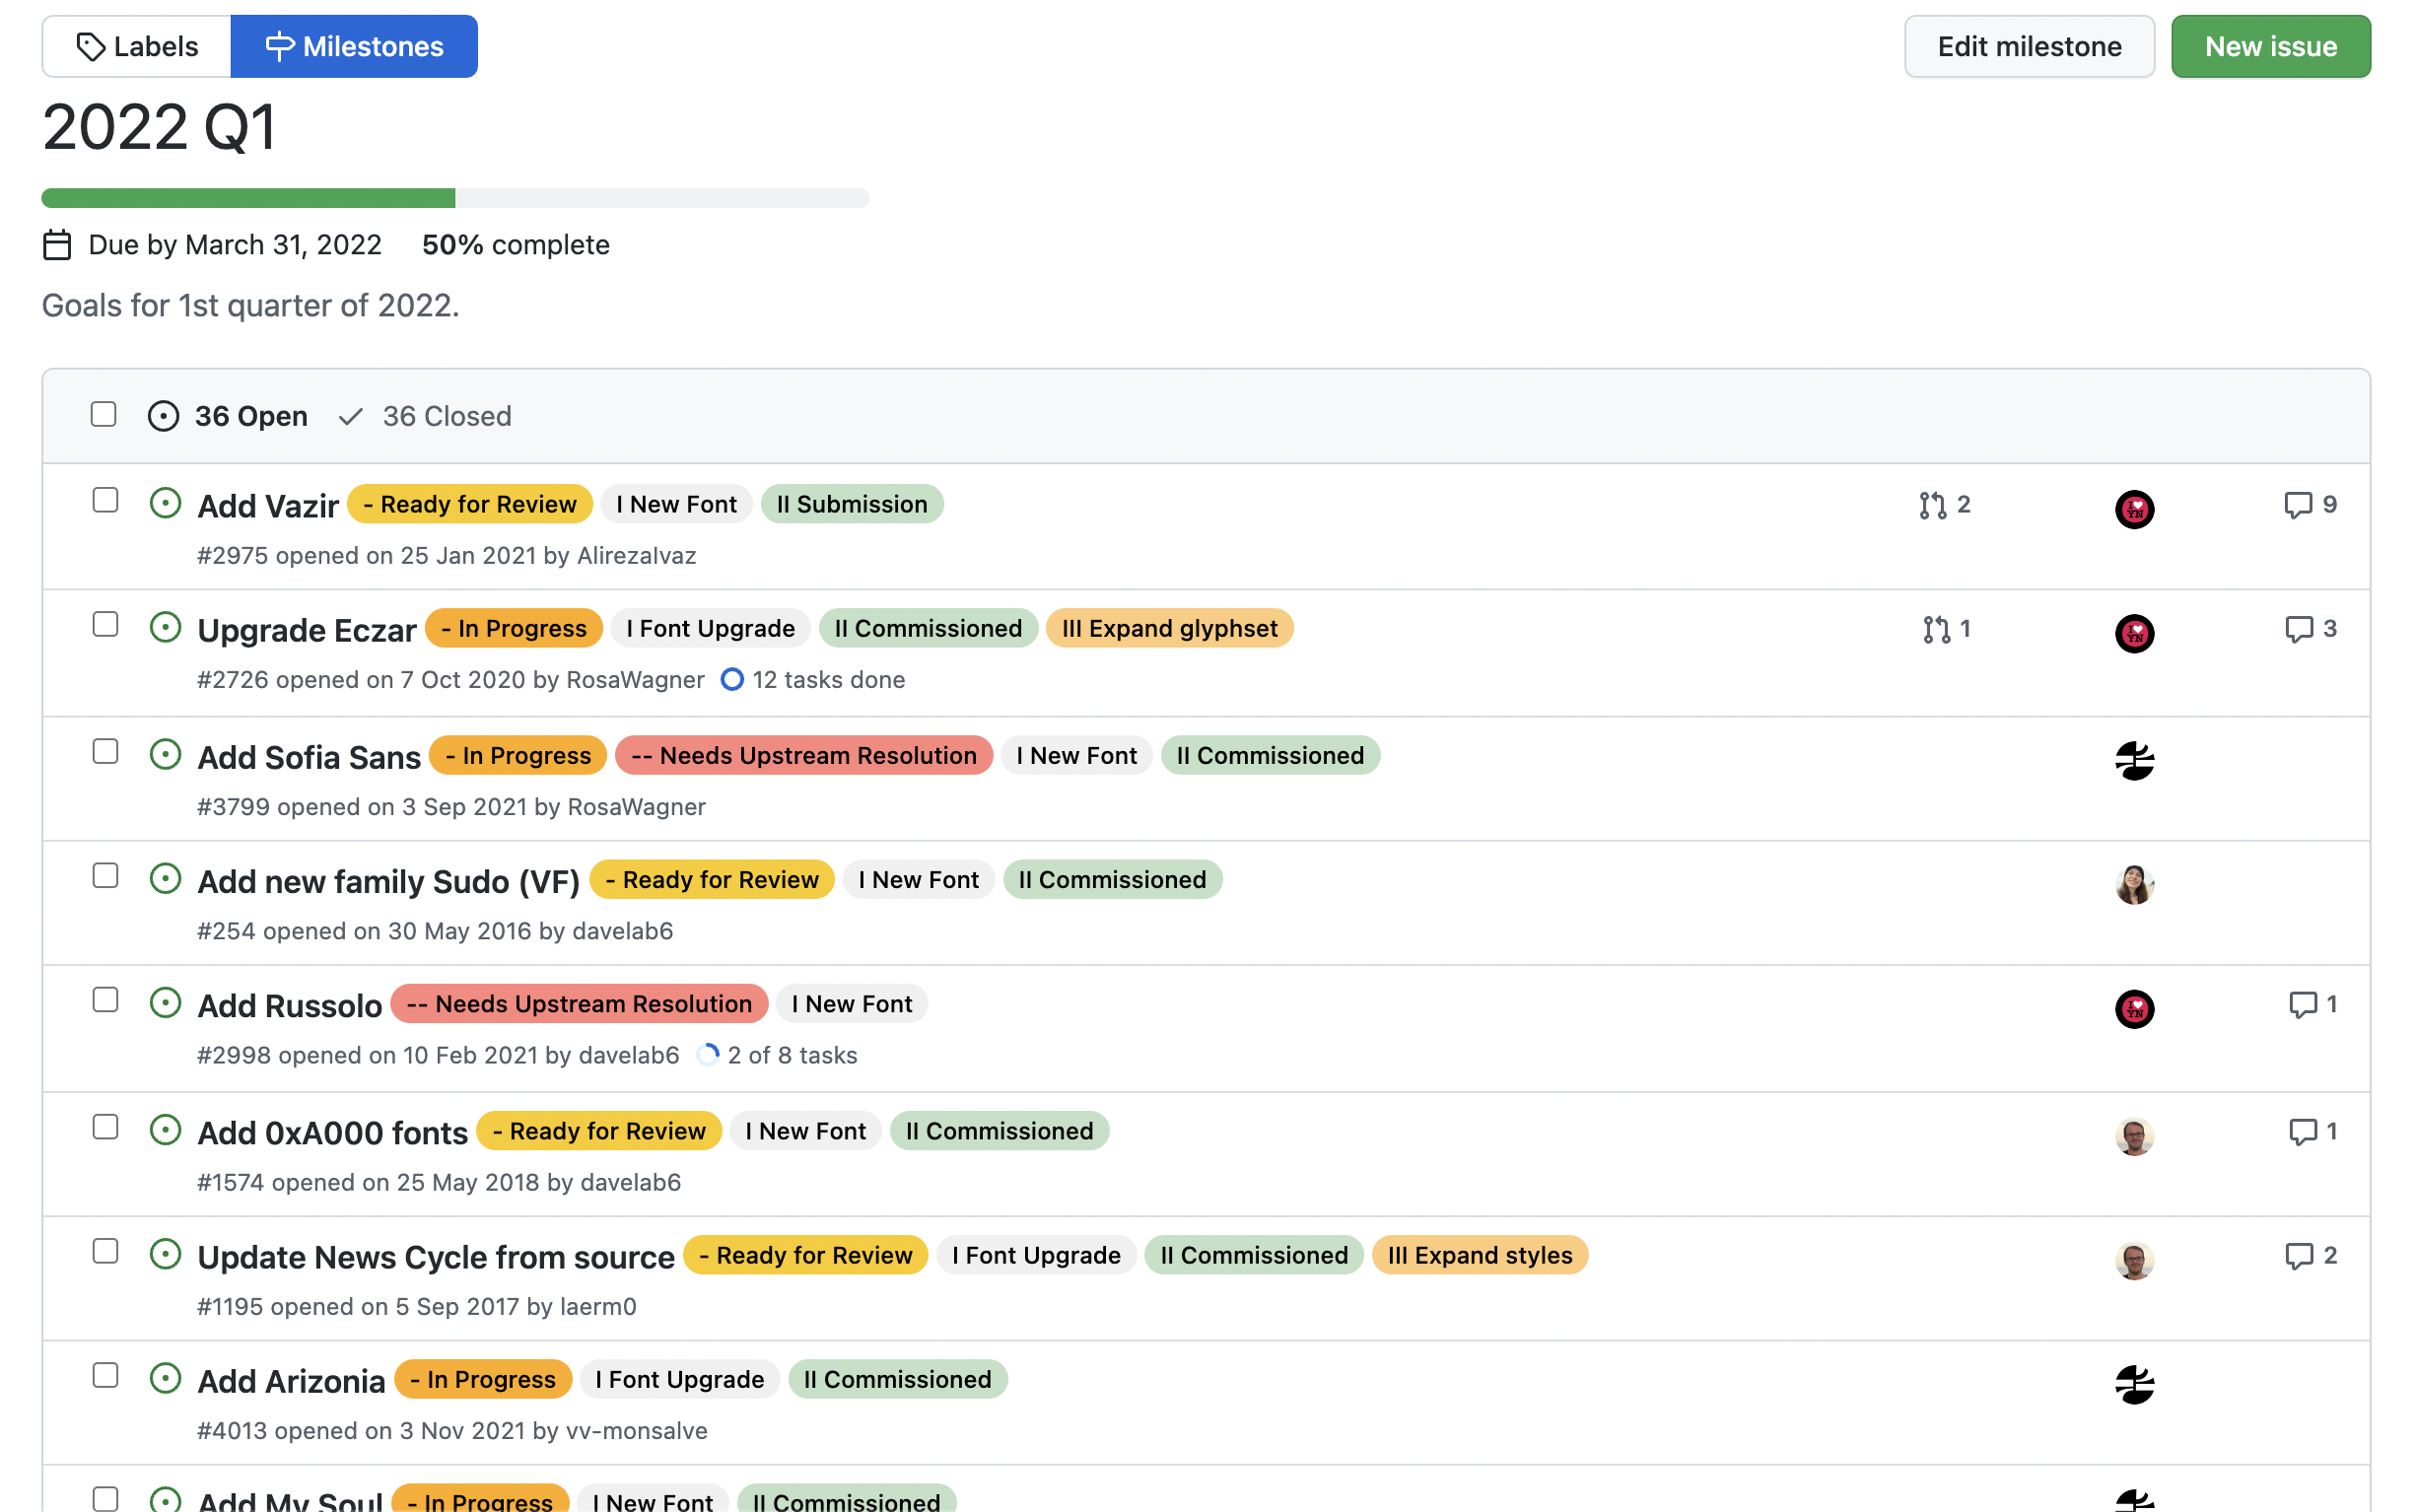 Labels Milestones Edit milestone New issue
2022 Q1
Due by March 31, 2022 50% complete
Goals for 1st quarter of 2022.
36 Open 36 Closed
Add Vazir - Ready for Review I New Font II Submission 2 9
#2975 opened on 25 Jan 2021 by AlirezaIvaz
Upgrade Eczar - In Progress I Font Upgrade II Commissioned III Expand glyphset 1 3
#2726 opened on 7 Oct 2020 by RosaWagner 12 tasks done
Add Sofia Sans - In Progress -- Needs Upstream Resolution I New Font II Commissioned
#3799 opened on 3 Sep 2021 by RosaWagner
Add new family Sudo (VF) - Ready for Review I New Font II Commissioned
#254 opened on 30 May 2016 by davelab6
Add Russolo -- Needs Upstream Resolution I New Font 1
#2998 opened on 10 Feb 2021 by davelab6 2 of 8 tasks
Add 0xA000 fonts - Ready for Review I New Font II Commissioned 1
#1574 opened on 25 May 2018 by davelab6
Update News Cycle from source - Ready for Review I Font Upgrade II Commissioned III Expand styles 2
#1195 opened on 5 Sep 2017 by laerm0
Add Arizonia - In Progress I Font Upgrade II Commissioned
#4013 opened on 3 Nov 2021 by vv-monsalve
Add My Soul - In Progress I New Font II Commissioned